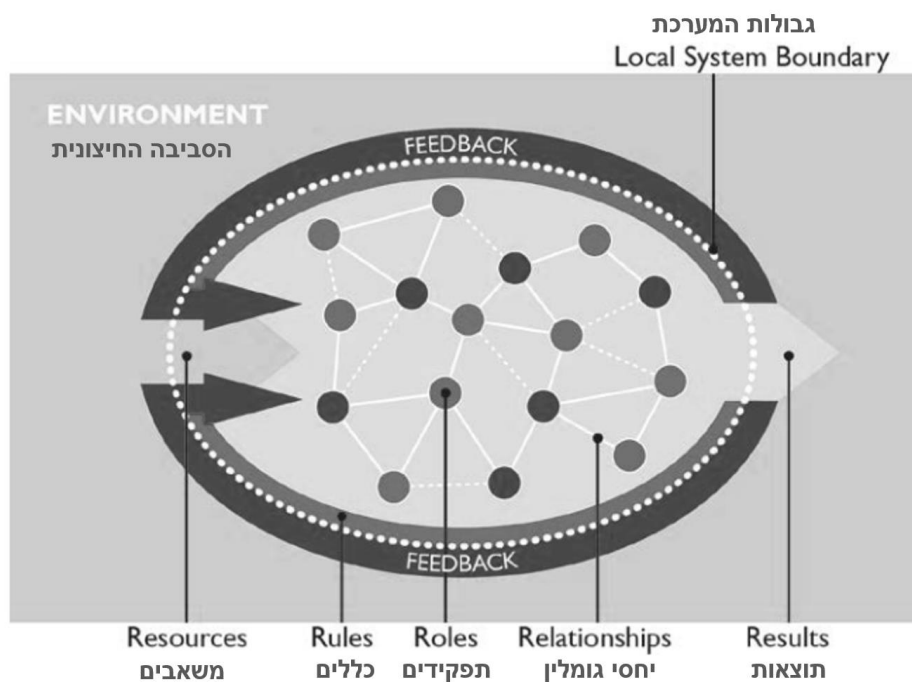 גבולות המערכת
Local System Boundary
ENVIRONMENT
הסביבה החיצונית
FEEDBACK
FEEDBACK
Resources Rules Roles Relationships Results
משאבים כללים תפקידים יחסי גומלין תוצאות